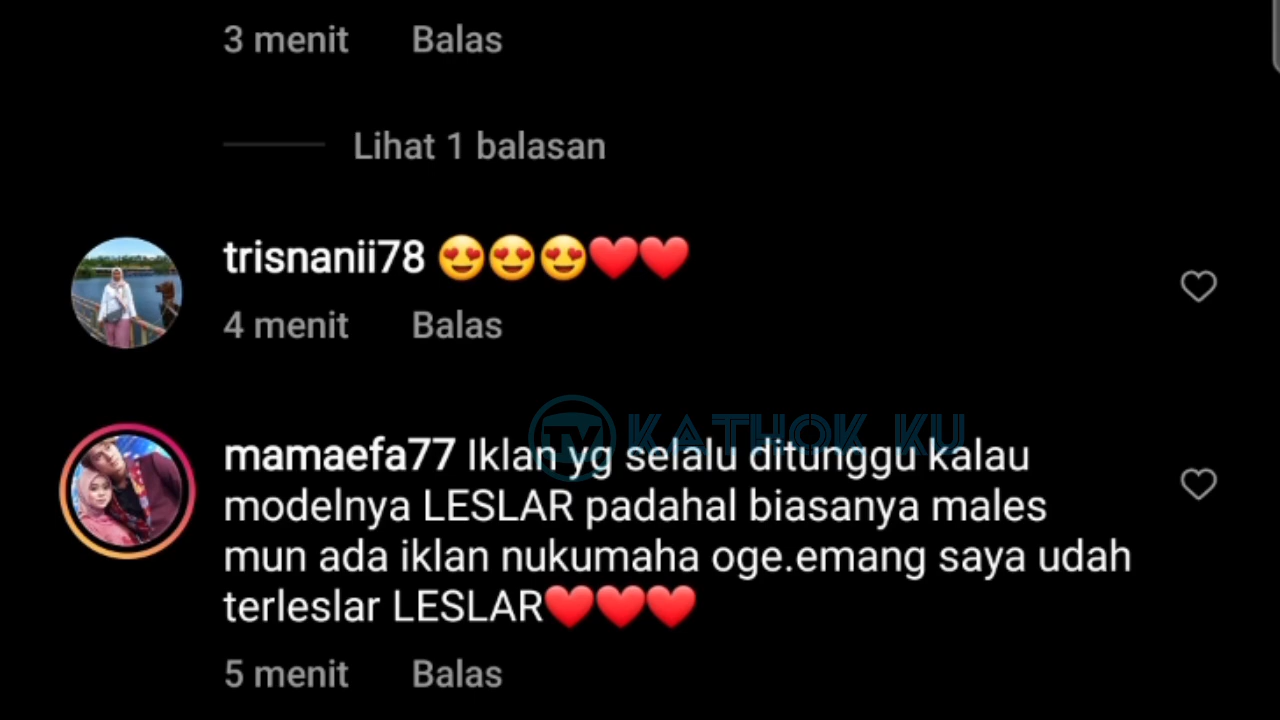 3 menit Balas
Lihat 1 balasan
trisnanii78 😍😍😍❤️❤️
4 menit Balas
TV KATHOK KU
mamaefa77 Iklan yg selalu ditunggu kalau
modelnya LESLAR padahal biasanya males
mun ada iklan nukumaha oge.emang saya udah
terleslar LESLAR❤️❤️❤️
5 menit Balas